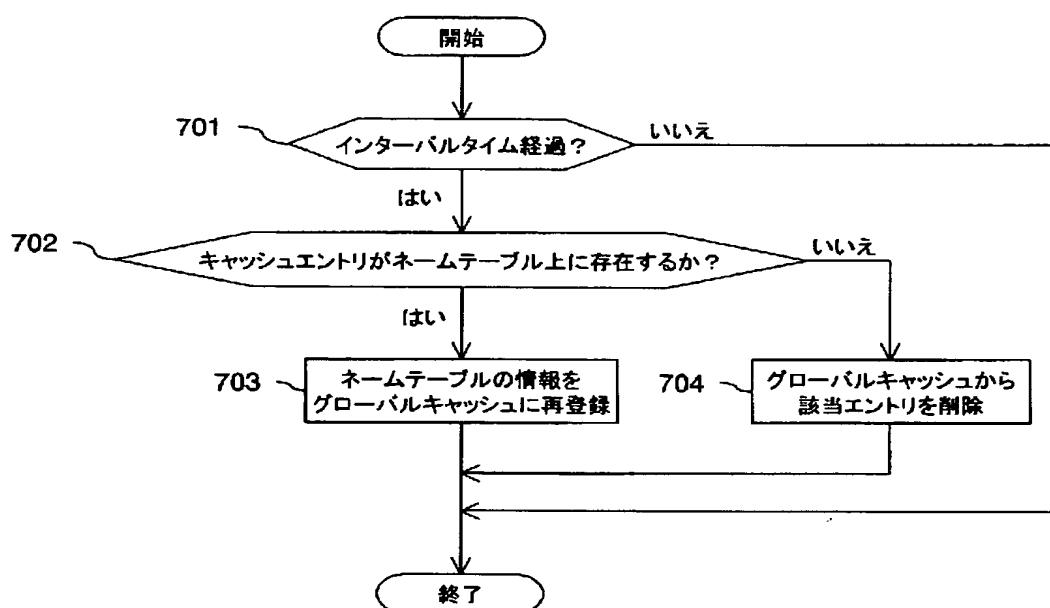 開始
701
インターバルタイム経過？
いいえ
はい
702
キャッシュエントリがネームテーブル上に存在するか？
いいえ
はい
703
ネームテーブルの情報を
グローバルキャッシュに再登録
704
グローバルキャッシュから
該当エントリを削除
終了